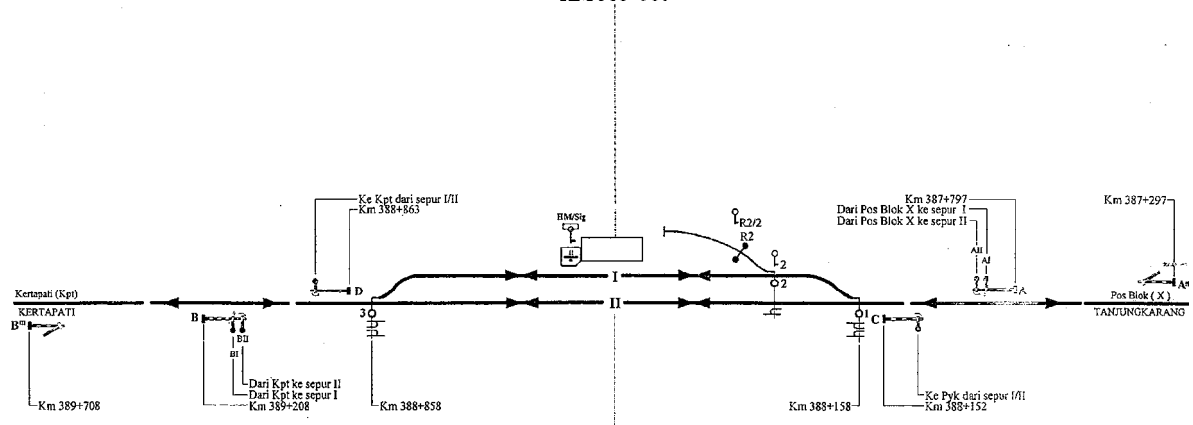 Ke Kpt dari sepur I/II
Km 388+863
Km 387+797
Dari Pos Blok X ke sepur I
Dari Pos Blok X ke sepur II
Km 387+297
HM/Sig
R2/2
R2
AII
AI
2
I
D
A
2
Kertapati (Kpt)
KERTAPATI
II
Pos Blok ( X )
TANJUNGKARANG
B
3
1
C
BII
BI
Dari Kpt ke sepur II
Dari Kpt ke sepur I
Km 389+708
Km 389+208
Km 388+858
Km 388+158
Ke Pyk dari sepur I/II
Km 388+152